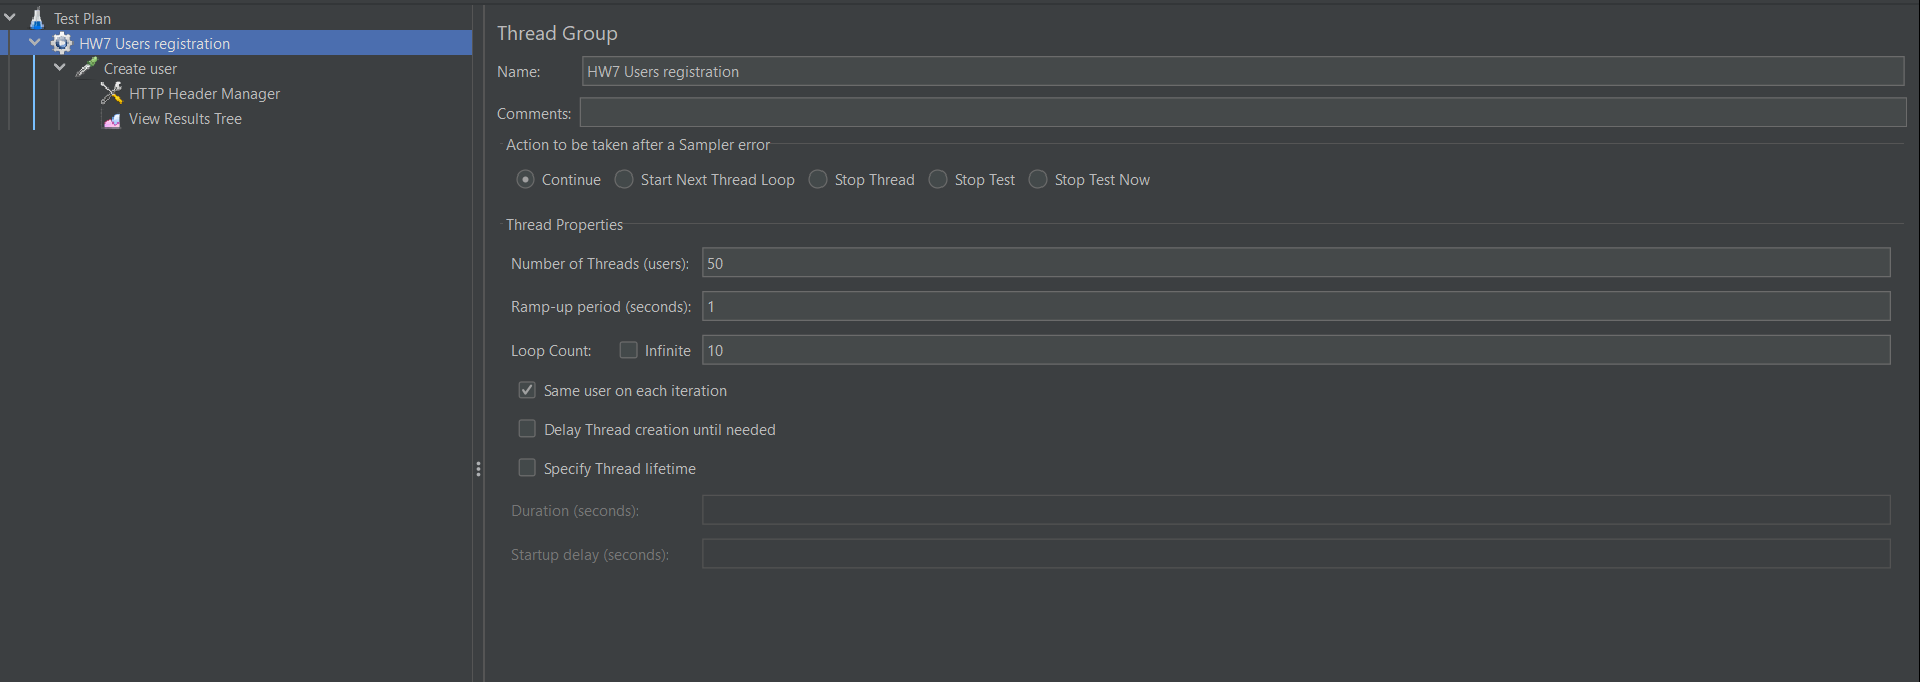 Test Plan
HW7 Users registration
Create user
HTTP Header Manager
View Results Tree
Thread Group
Name: HW7 Users registration
Comments:
Action to be taken after a Sampler error
Continue Start Next Thread Loop Stop Thread Stop Test Stop Test Now
Thread Properties
Number of Threads (users): 50
Ramp-up period (seconds): 1
Loop Count: Infinite 10
Same user on each iteration
Delay Thread creation until needed
Specify Thread lifetime
Duration (seconds):
Startup delay (seconds):